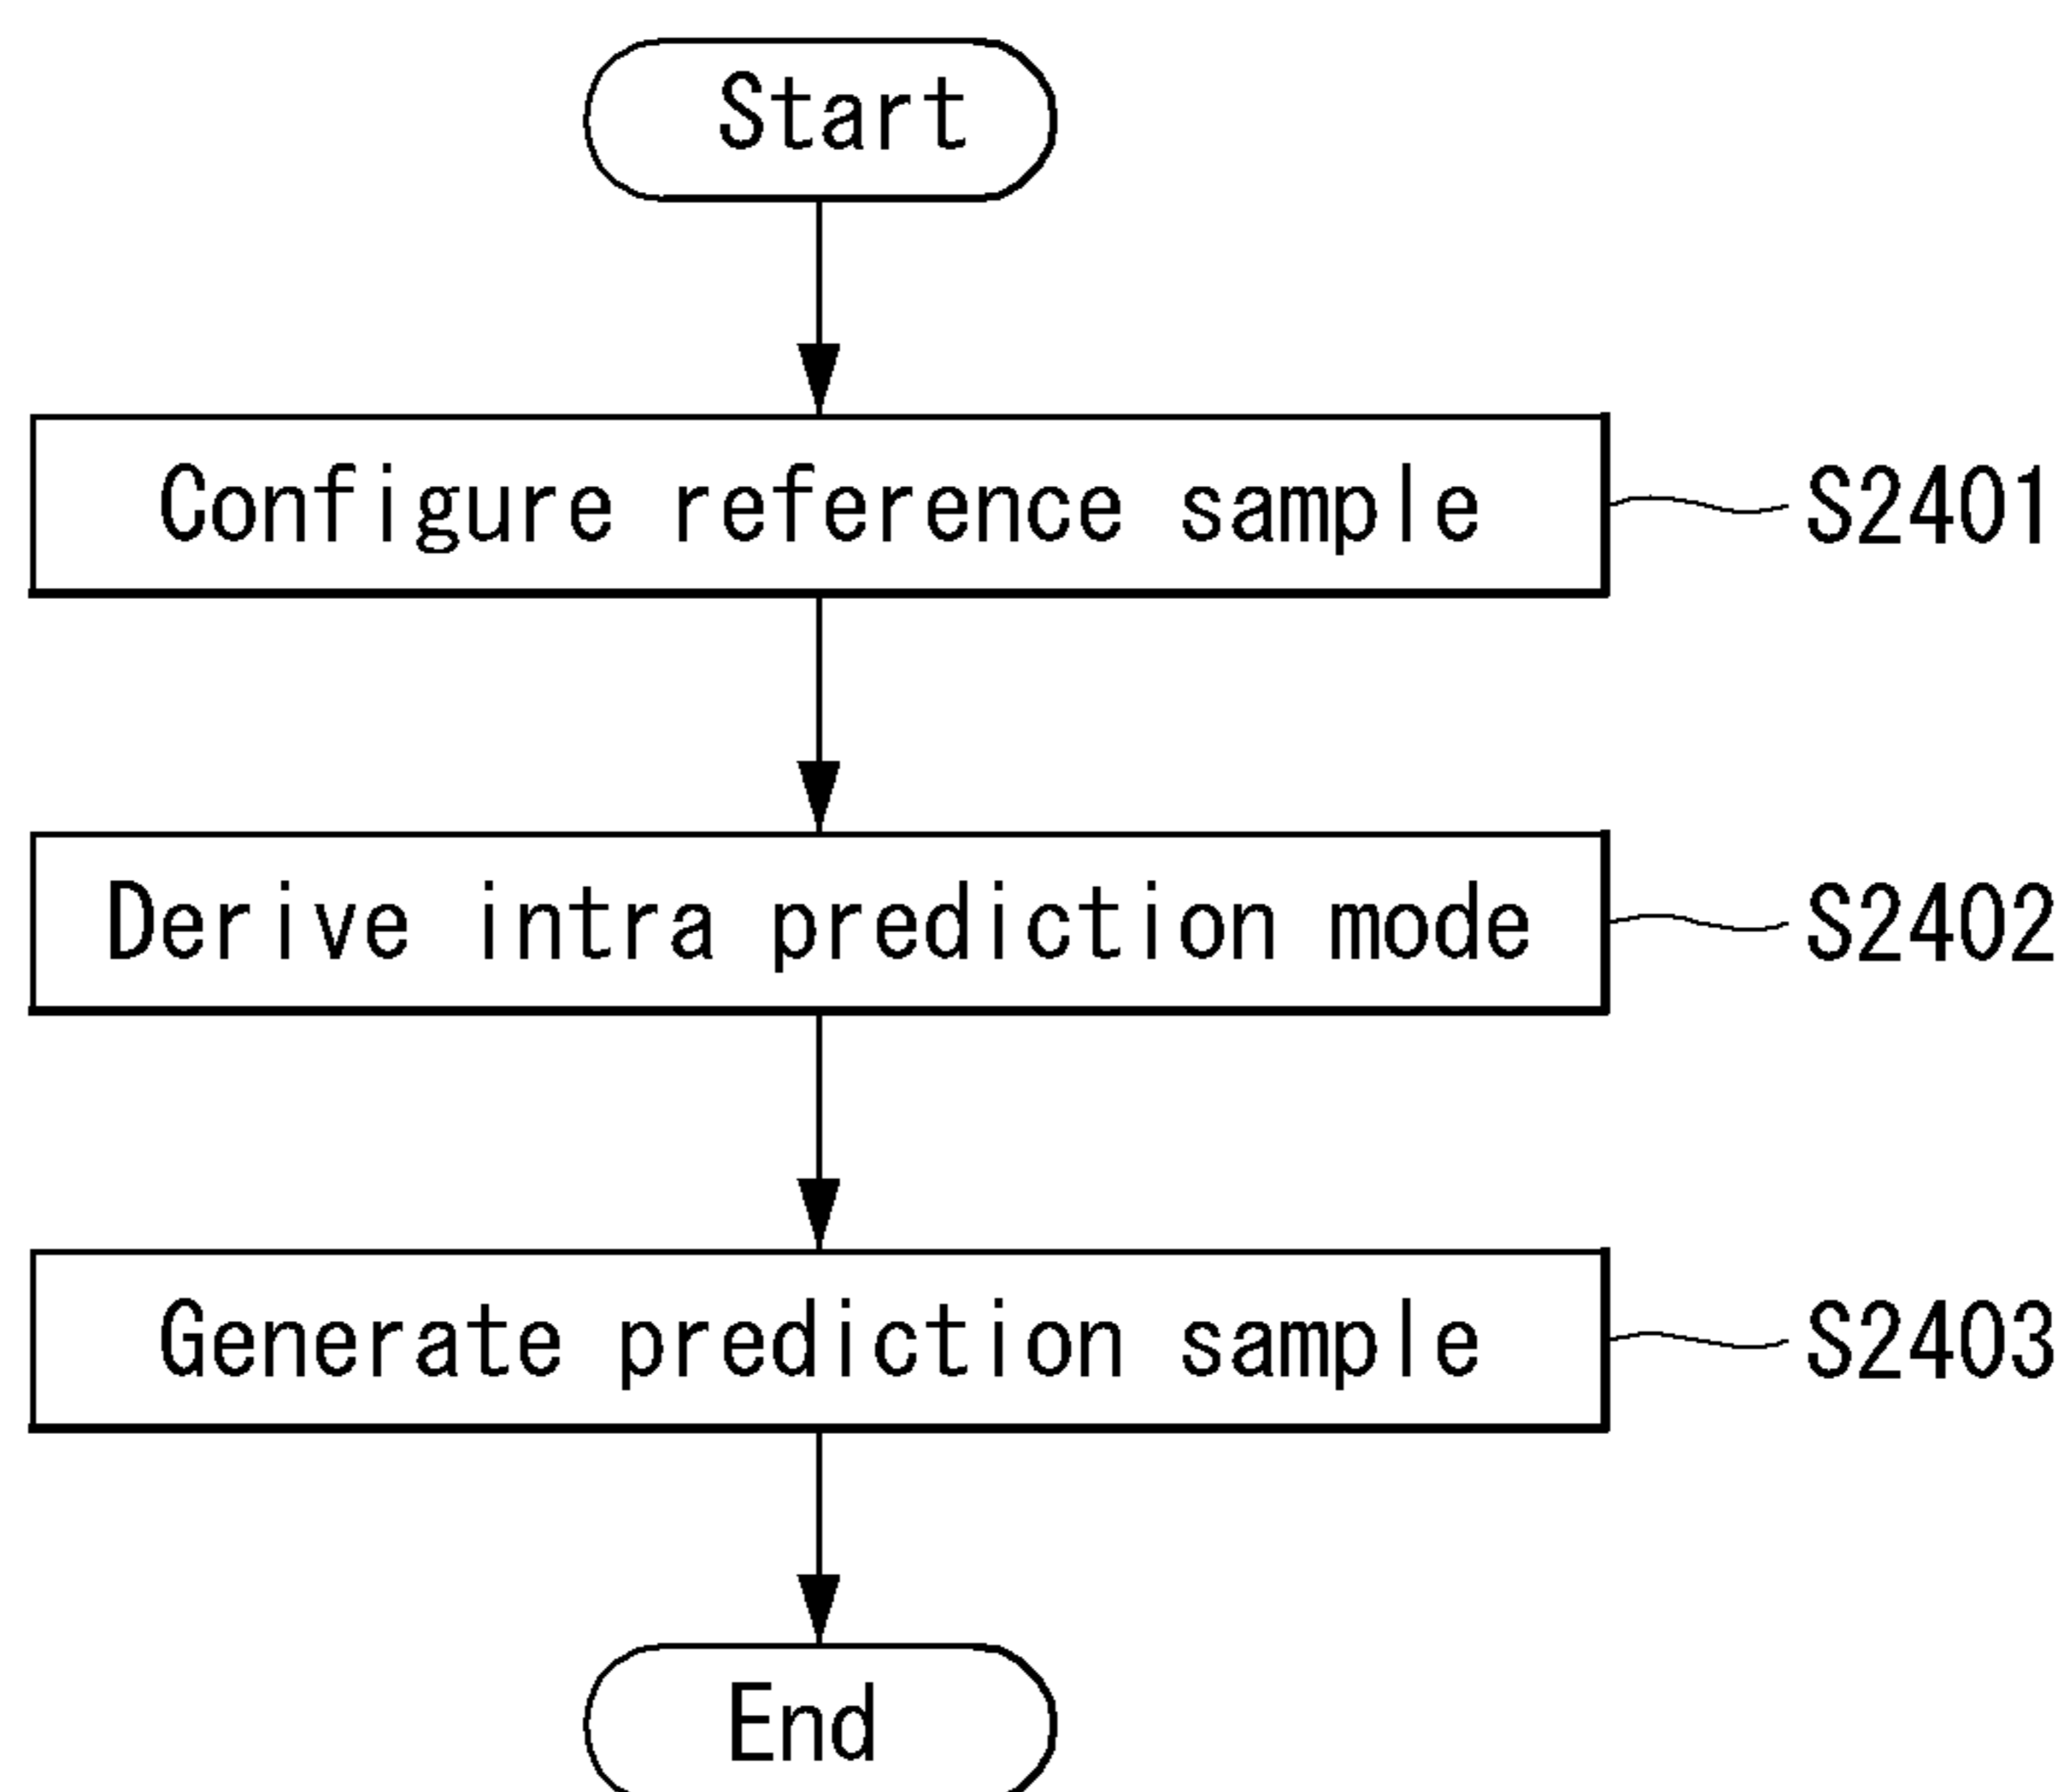 Start
Configure reference sample
S2401
Derive intra prediction mode
S2402
Generate prediction sample
S2403
End